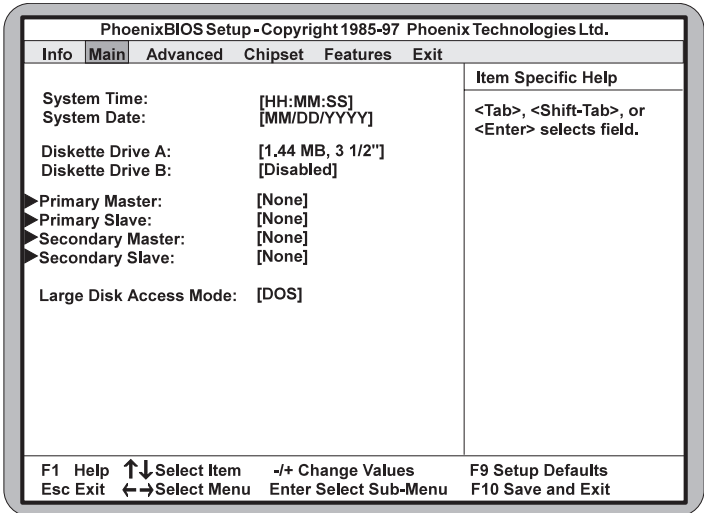 PhoenixBIOS Setup - Copyright 1985-97 Phoenix Technologies Ltd.
Info Main Advanced Chipset Features Exit
Item Specific Help
System Time: [HH:MM:SS]
System Date: [MM/DD/YYYY]
<Tab>, <Shift-Tab>, or
<Enter> selects field.
Diskette Drive A: [1.44 MB, 3 1/2"]
Diskette Drive B: [Disabled]
▶Primary Master: [None]
▶Primary Slave: [None]
▶Secondary Master: [None]
▶Secondary Slave: [None]
Large Disk Access Mode: [DOS]
F1 Help ↑↓Select Item -/+ Change Values F9 Setup Defaults
Esc Exit ←→Select Menu Enter Select Sub-Menu F10 Save and Exit